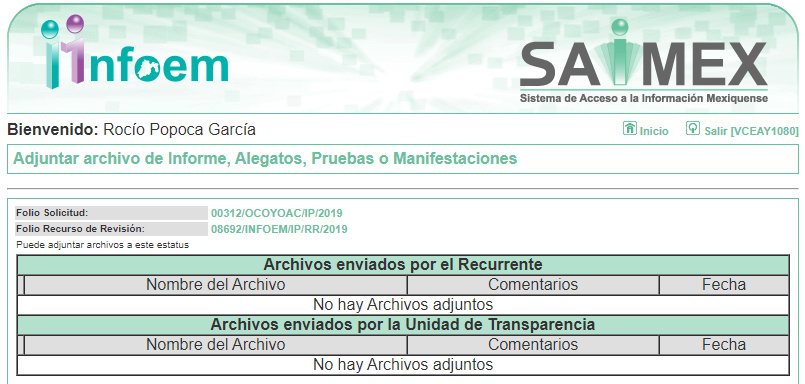 infoem
SAIMEX
Sistema de Acceso a la Información Mexiquense
Bienvenido: Rocío Popoca García
Inicio Salir [VCEAY1080]
Adjuntar archivo de Informe, Alegatos, Pruebas o Manifestaciones
Folio Solicitud: 00312/OCOYOAC/IP/2019
Folio Recurso de Revisión: 08692/INFOEM/IP/RR/2019
Puede adjuntar archivos a este estatus
Archivos enviados por el Recurrente
Nombre del Archivo Comentarios Fecha
No hay Archivos adjuntos
Archivos enviados por la Unidad de Transparencia
Nombre del Archivo Comentarios Fecha
No hay Archivos adjuntos